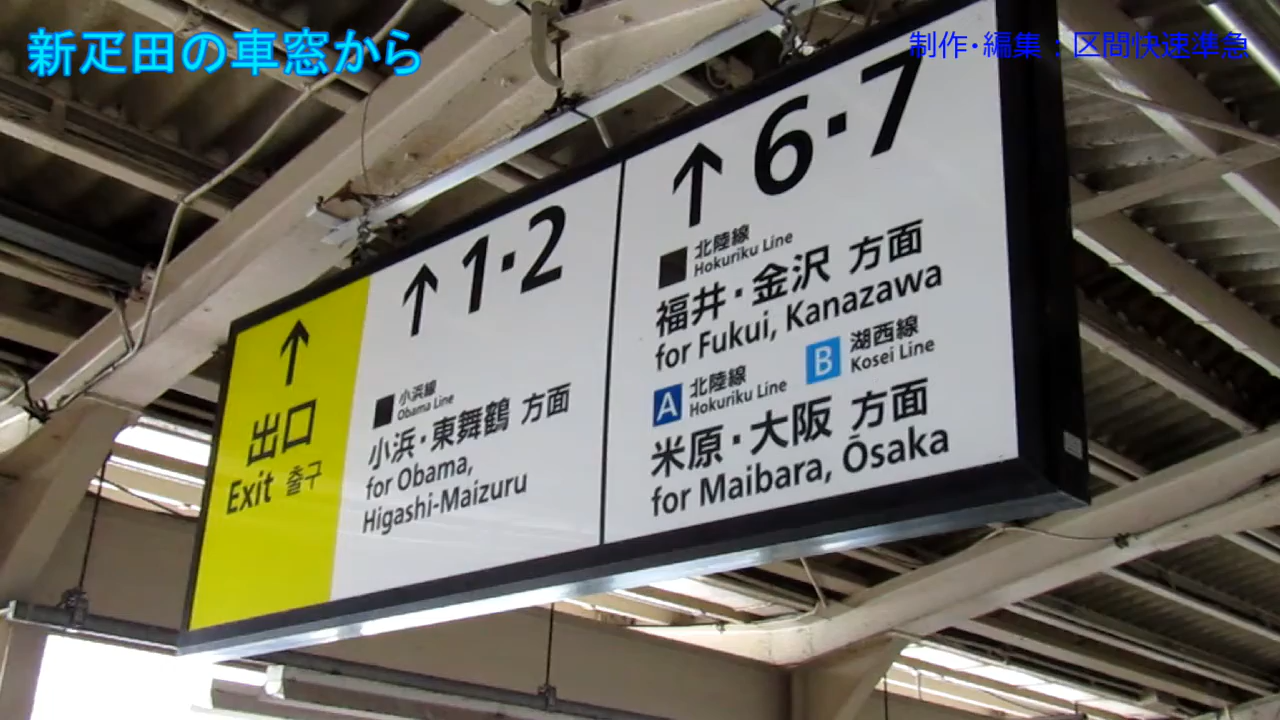 新疋田の車窓から
制作・編集：区間快速準急
↑
出口
Exit 출구
↑ 1・2
小浜線
Obama Line
小浜・東舞鶴 方面
for Obama,
Higashi-Maizuru
↑ 6・7
北陸線
Hokuriku Line
福井・金沢 方面
for Fukui, Kanazawa
A 北陸線
Hokuriku Line
B 湖西線
Kosei Line
米原・大阪 方面
for Maibara, Ōsaka